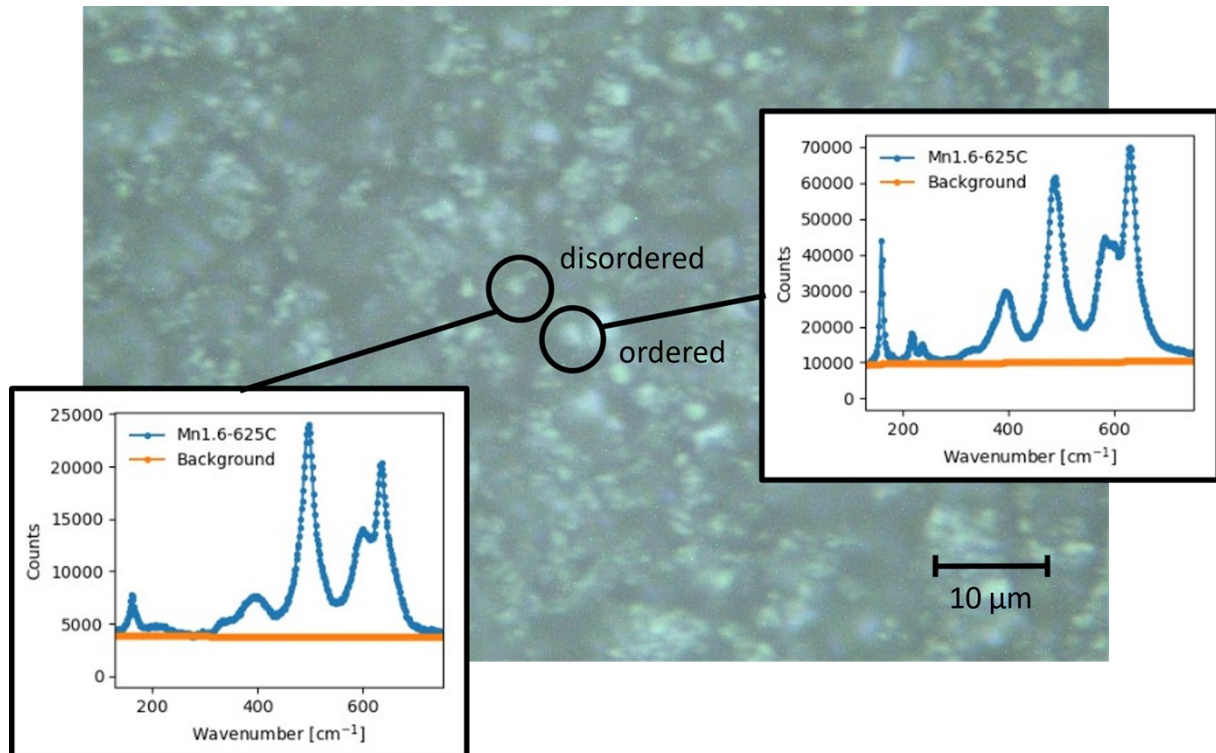 disordered
ordered
10 μm
70000
60000
50000
40000
30000
20000
10000
0
Counts
Mn1.6-625C
Background
200 400 600
Wavenumber [cm⁻¹]
25000
20000
15000
10000
5000
0
Counts
Mn1.6-625C
Background
200 400 600
Wavenumber [cm⁻¹]